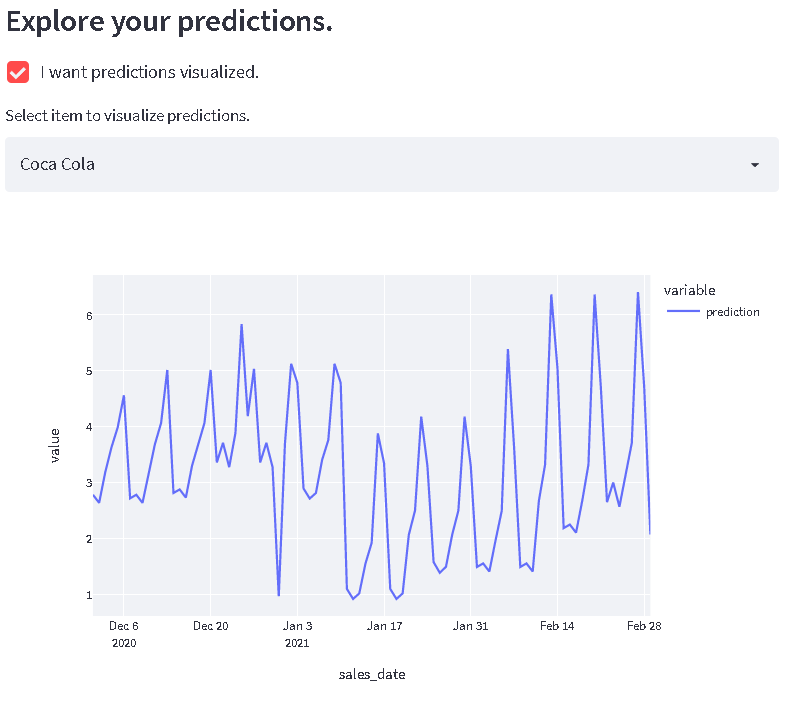 Explore your predictions.
I want predictions visualized.
Select item to visualize predictions.
Coca Cola
variable
prediction
6
5
4
3
2
1
value
Dec 6
2020
Dec 20
Jan 3
2021
Jan 17
Jan 31
Feb 14
Feb 28
sales_date